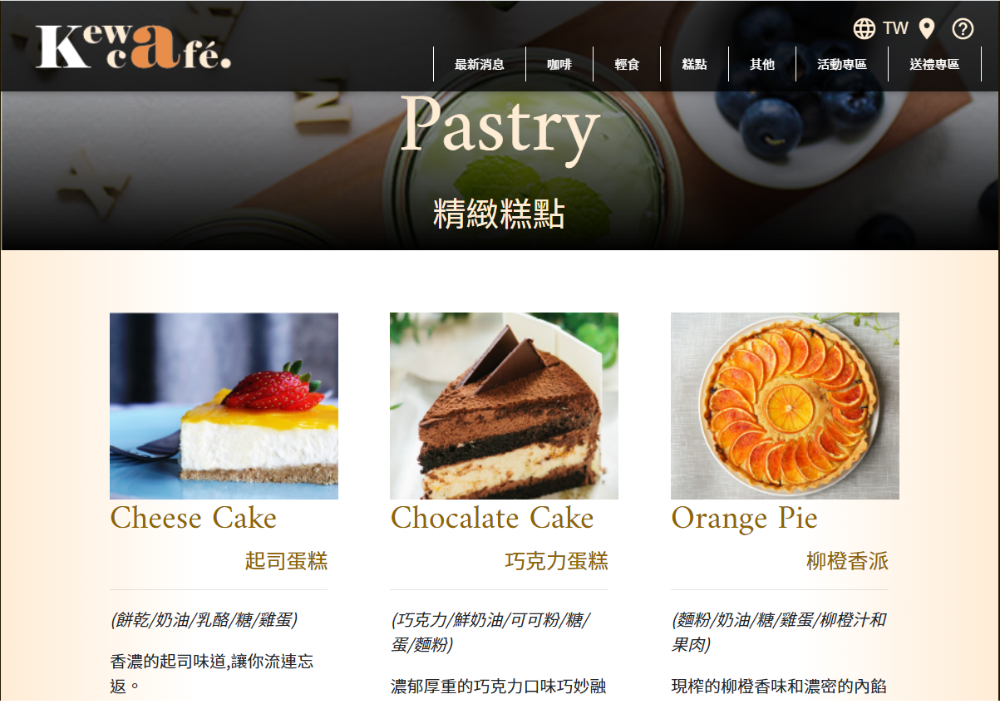 Kew café.
TW
最新消息 咖啡 輕食 糕點 其他 活動專區 送禮專區
Pastry
精緻糕點
Cheese Cake
起司蛋糕
(餅乾/奶油/乳酪/糖/雞蛋)
香濃的起司味道,讓你流連忘
返。
Chocalate Cake
巧克力蛋糕
(巧克力/鮮奶油/可可粉/糖/
蛋/麵粉)
濃郁厚重的巧克力口味巧妙融
Orange Pie
柳橙香派
(麵粉/奶油/糖/雞蛋/柳橙汁和
果肉)
現榨的柳橙香味和濃密的內餡